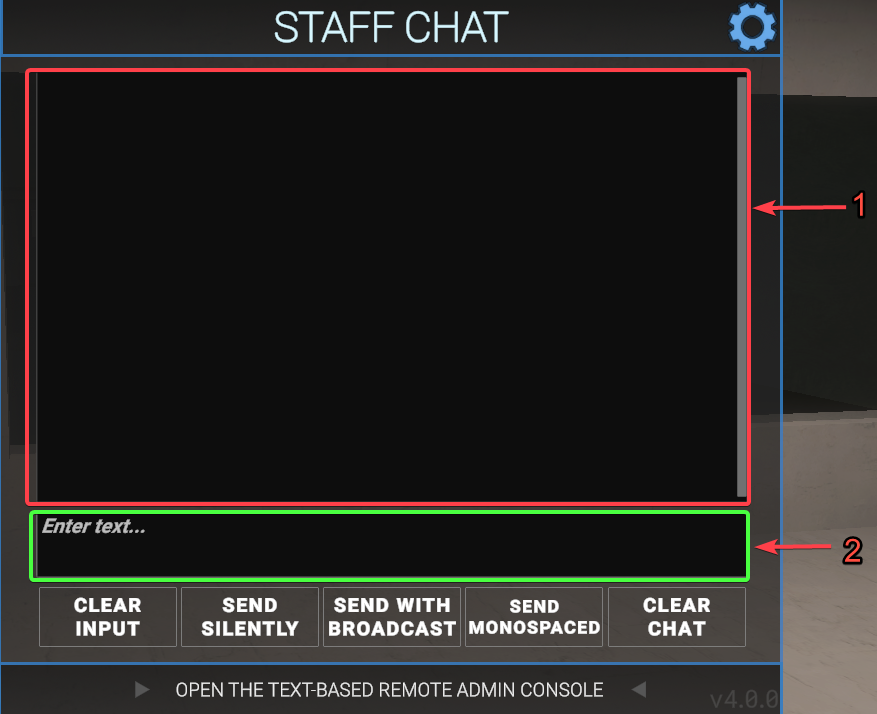 STAFF CHAT
1
Enter text...
2
CLEAR INPUT
SEND SILENTLY
SEND WITH BROADCAST
SEND MONOSPACED
CLEAR CHAT
OPEN THE TEXT-BASED REMOTE ADMIN CONSOLE
v4.0.0